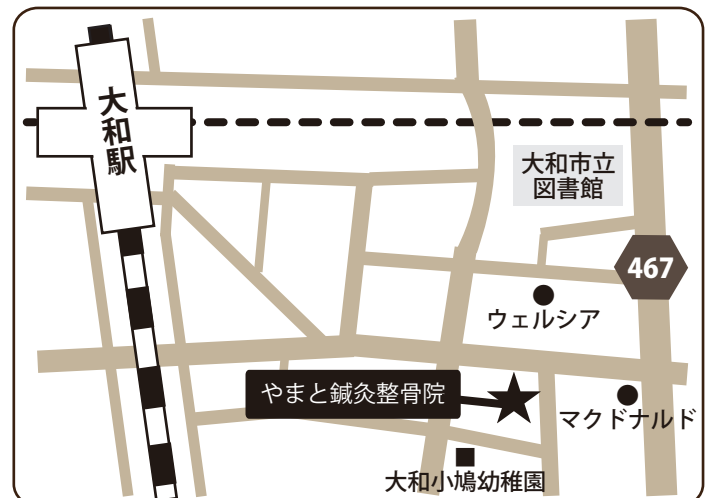 大和駅
大和市立
図書館
467
ウェルシア
やまと鍼灸整骨院
マクドナルド
大和小鳩幼稚園